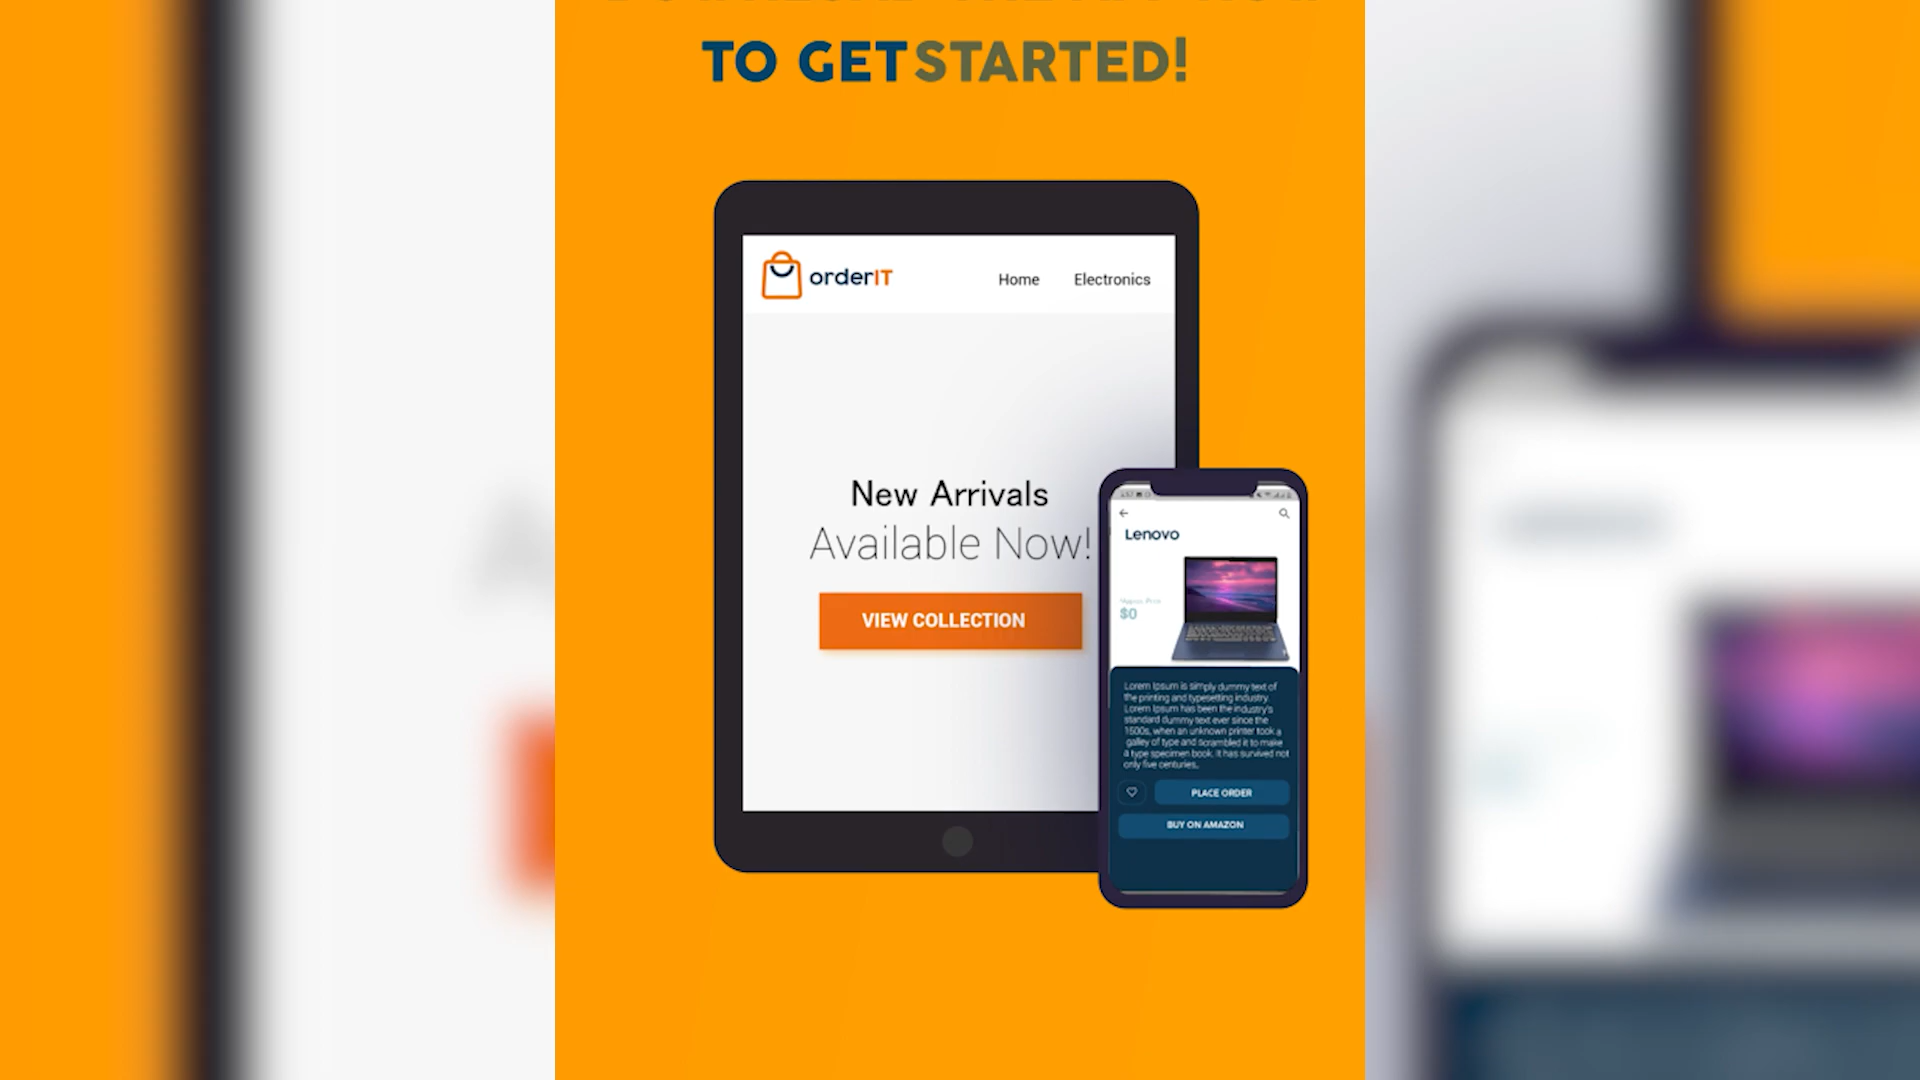 TO GET STARTED!
orderIT
Home
Electronics
New Arrivals
Available Now!
VIEW COLLECTION
Lenovo
$0
Lorem Ipsum is simply dummy text of
the printing and typesetting industry.
Lorem Ipsum has been the industry's
standard dummy text ever since the
1500s, when an unknown printer took a
galley of type and scrambled it to make
a type specimen book. It has survived not
only five centuries,
PLACE ORDER
BUY ON AMAZON